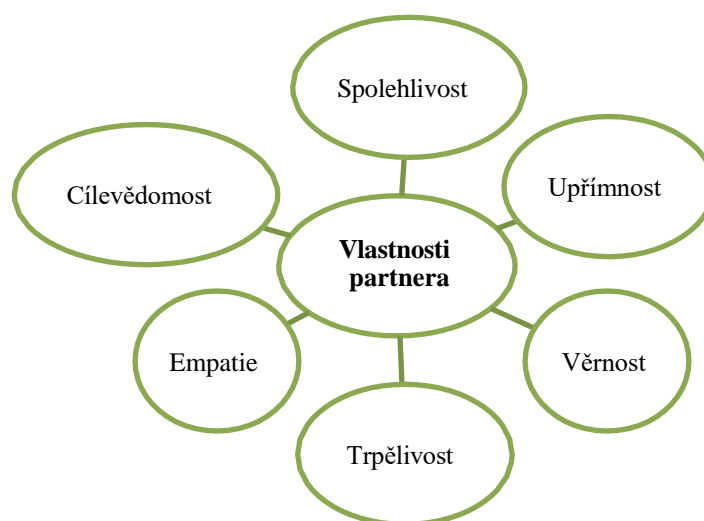 Spolehlivost
Cílevědomost
Upřímnost
Vlastnosti
partnera
Empatie
Věrnost
Trpělivost